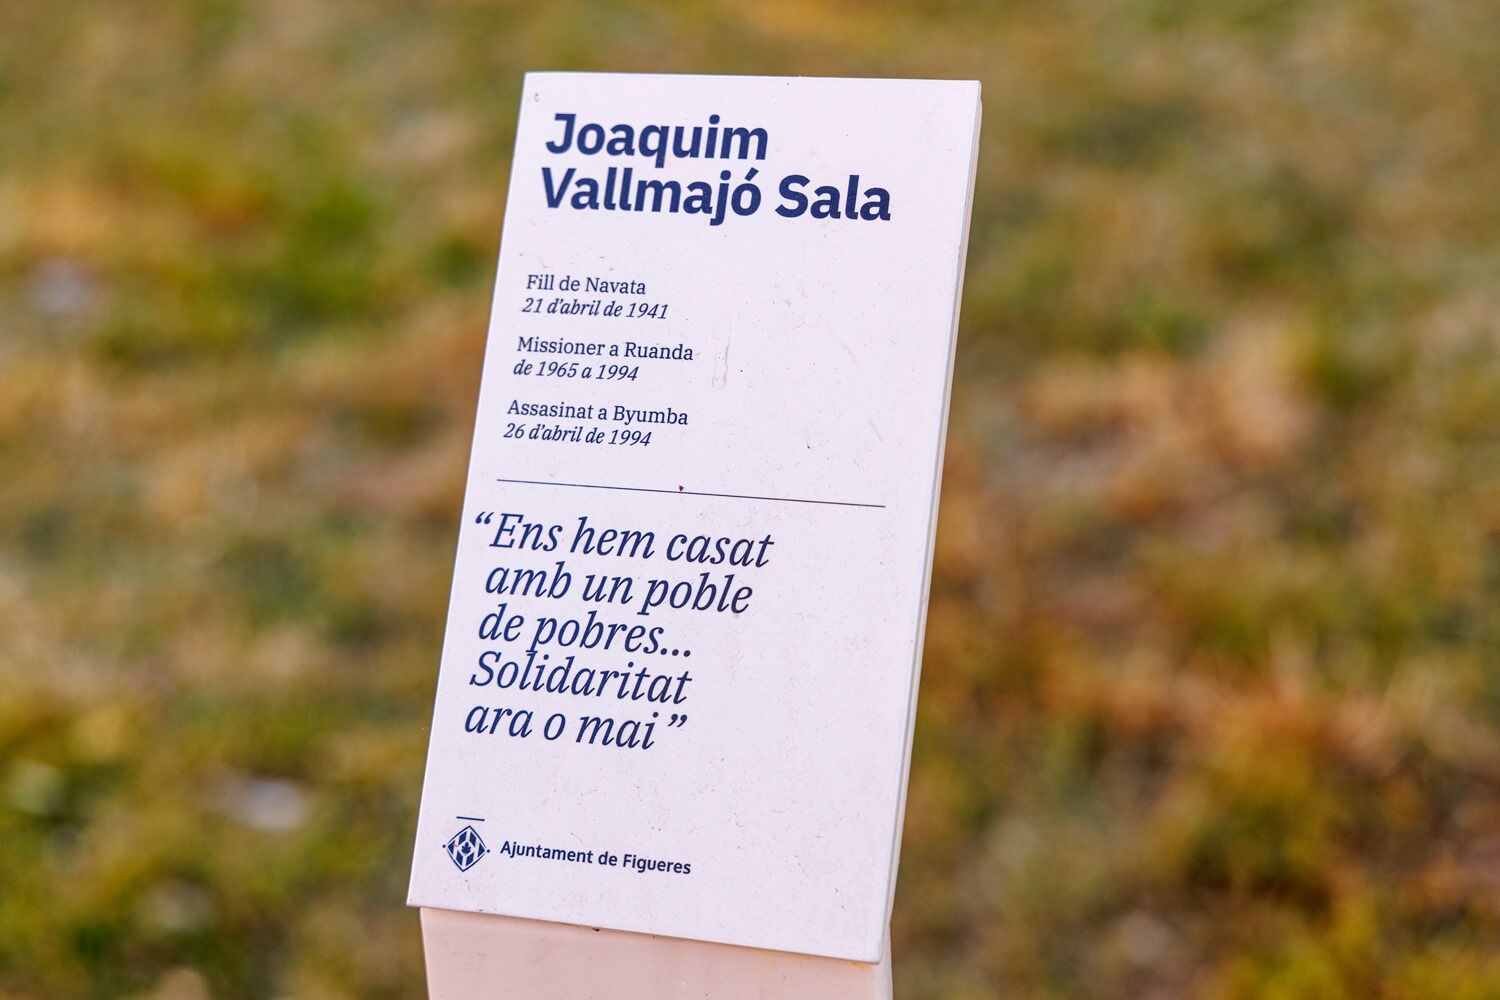 Joaquim
Vallmajó Sala
Fill de Navata
21 d'abril de 1941
Missioner a Ruanda
de 1965 a 1994
Assasinat a Byumba
26 d'abril de 1994
“Ens hem casat
amb un poble
de pobres...
Solidaritat
ara o mai”
Ajuntament de Figueres